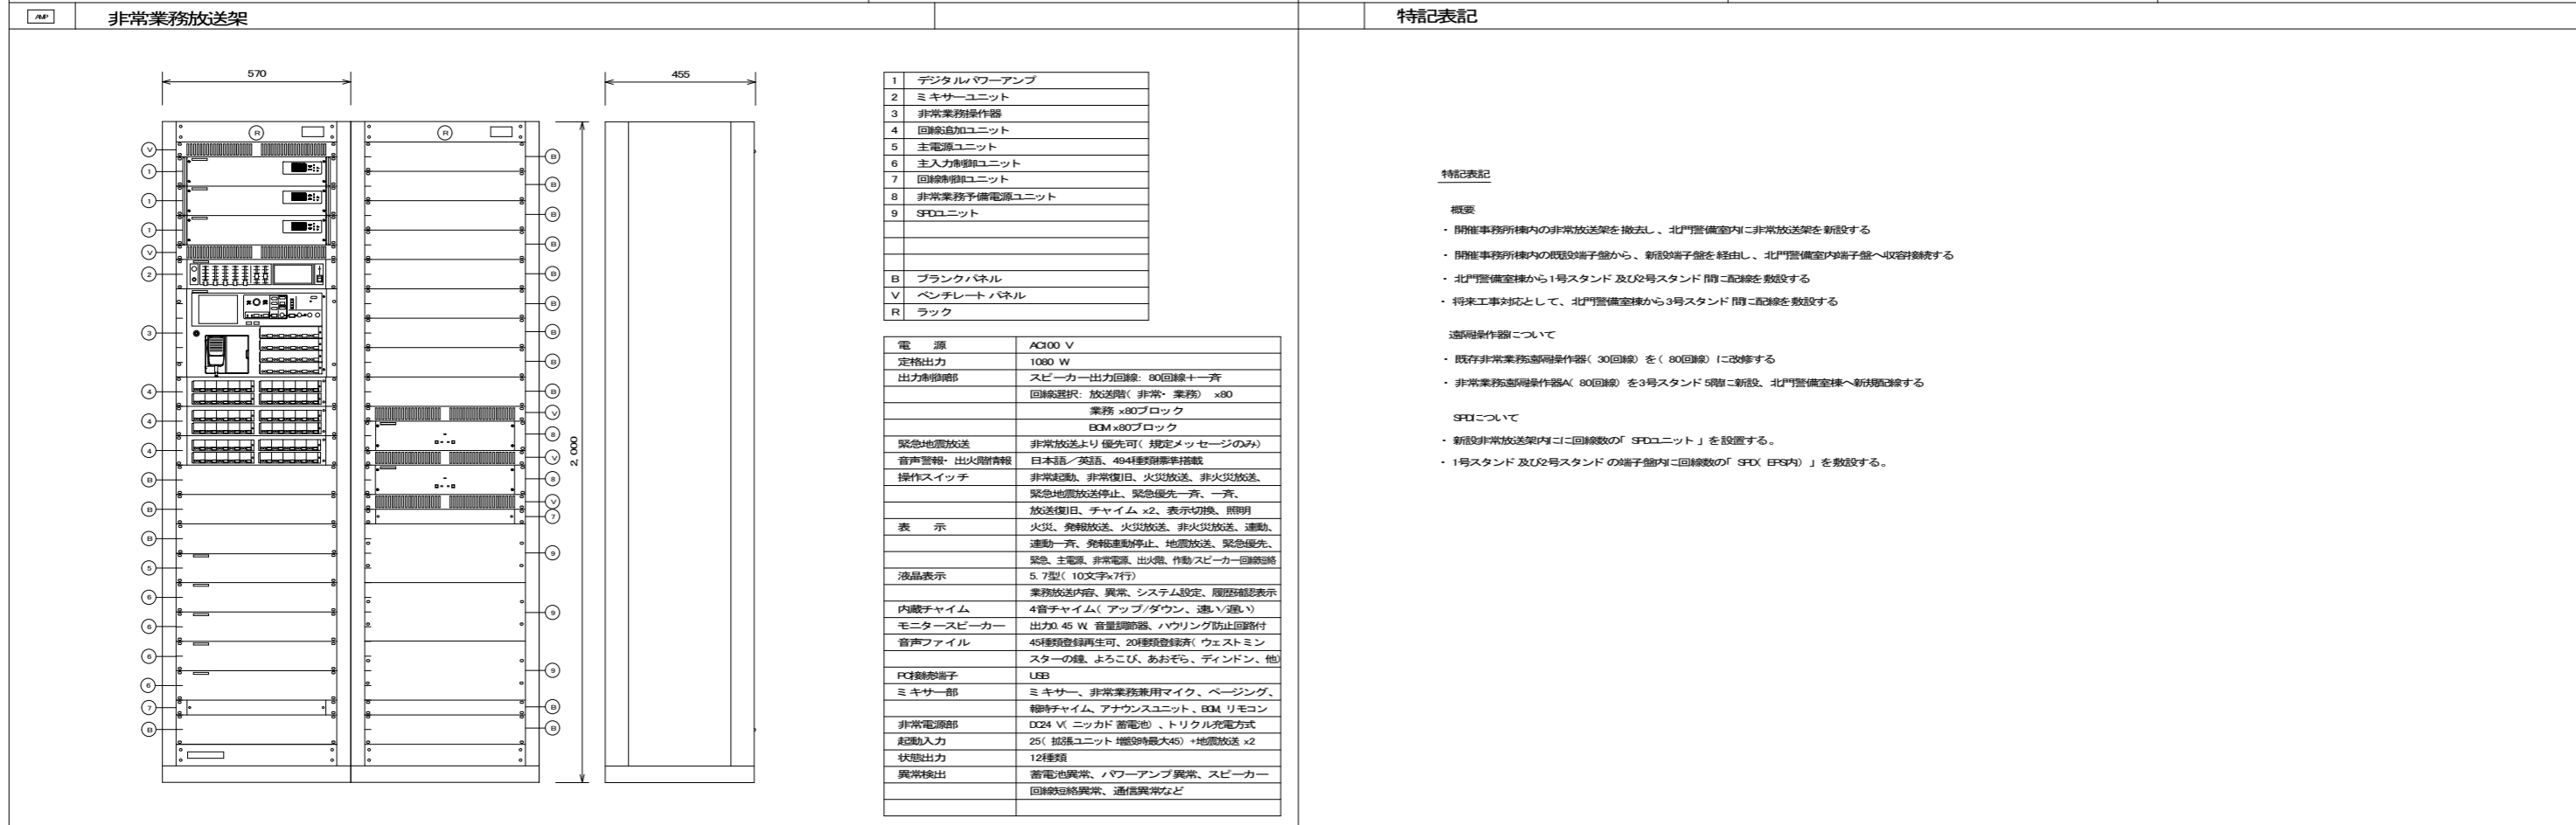 AMP
非常業務放送架
特記表記
570
455
2,000
R
R
V
1
1
1
V
2
3
4
4
4
B
B
B
5
6
6
6
6
7
B
B
B
B
B
B
B
B
B
B
V
8
V
8
V
7
9
9
9
B
B
1 デジタルパワーアンプ
2 ミキサーユニット
3 非常業務操作器
4 回線追加ユニット
5 主電源ユニット
6 主入力制御ユニット
7 回線制御ユニット
8 非常業務予備電源ユニット
9 SPDユニット
B ブランクパネル
V ベンチレートパネル
R ラック
電 源 AC100 V
定格出力 1080 W
出力制御部 スピーカー出力回線: 80回線+一斉
回線選択: 放送階(非常・業務) x80
業務 x80ブロック
BGM x80ブロック
緊急地震放送 非常放送より優先可(規定メッセージのみ)
音声警報・出火階情報 日本語/英語、494種類標準搭載
操作スイッチ 非常起動、非常復旧、火災放送、非火災放送、
緊急地震放送停止、緊急優先一斉、一斉、
放送復旧、チャイム x2、表示切換、照明
表 示 火災、発報放送、火災放送、非火災放送、連動、
連動一斉、発報連動停止、地震放送、緊急優先、
緊急、主電源、非常電源、出火階、作動/スピーカー回線短絡
液晶表示 5.7型(10文字x7行)
業務放送内容、異常、システム設定、履歴確認表示
内蔵チャイム 4音チャイム(アップ/ダウン、速い/遅い)
モニタースピーカー 出力0.45 W、音量調節器、ハウリング防止回路付
音声ファイル 45種類登録再生可、20種類登録済(ウェストミン
スターの鐘、よろこび、あおぞら、ディンドン、他)
PC接続端子 USB
ミキサー部 ミキサー、非常業務兼用マイク、ページング、
報時チャイム、アナウンスユニット、BGM、リモコン
非常電源部 DC24 V(ニッカド蓄電池)、トリクル充電方式
起動入力 25(拡張ユニット増設時最大45)+地震放送 x2
状態出力 12種類
異常検出 蓄電池異常、パワーアンプ異常、スピーカー
回線短絡異常、通信異常など
特記表記
概要
・開催事務所棟内の非常放送架を撤去し、北門警備室内に非常放送架を新設する
・開催事務所棟内の既設端子盤から、新設端子盤を経由し、北門警備室内端子盤へ収容接続する
・北門警備室棟から1号スタンド及び2号スタンド間に配線を敷設する
・将来工事対応として、北門警備室棟から3号スタンド間に配線を敷設する
遠隔操作器について
・既存非常業務遠隔操作器(30回線)を(80回線)に改修する
・非常業務遠隔操作器A(80回線)を3号スタンド5階に新設、北門警備室棟へ新規配線する
SPDについて
・新設非常放送架内にに回線数の「SPDユニット」を設置する。
・1号スタンド及び2号スタンドの端子盤内に回線数の「SPD(EPS内)」を敷設する。